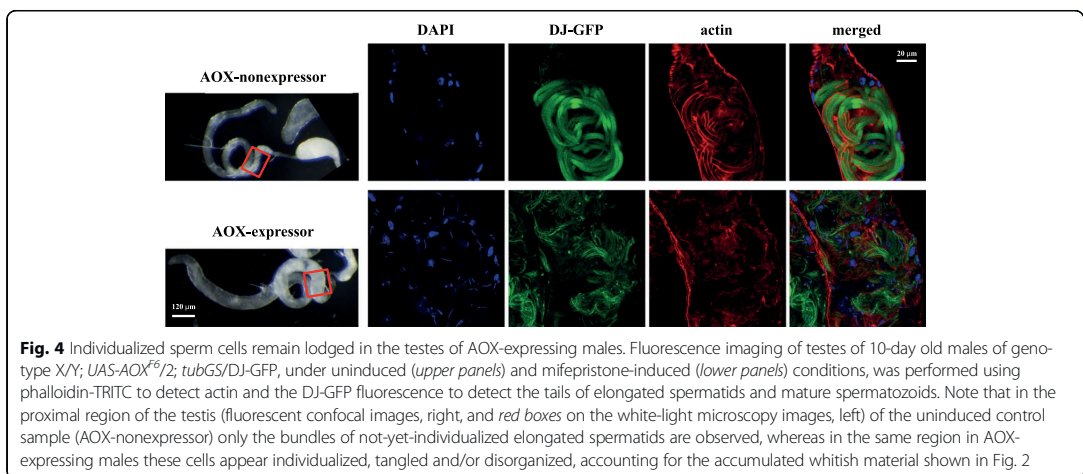 DAPI DJ-GFP actin merged
20 µm
AOX-nonexpressor
AOX-expressor
120 µm
Fig. 4 Individualized sperm cells remain lodged in the testes of AOX-expressing males. Fluorescence imaging of testes of 10-day old males of geno-
type X/Y; UAS-AOX^F6/2; tubGS/DJ-GFP, under uninduced (upper panels) and mifepristone-induced (lower panels) conditions, was performed using
phalloidin-TRITC to detect actin and the DJ-GFP fluorescence to detect the tails of elongated spermatids and mature spermatozoids. Note that in the
proximal region of the testis (fluorescent confocal images, right, and red boxes on the white-light microscopy images, left) of the uninduced control
sample (AOX-nonexpressor) only the bundles of not-yet-individualized elongated spermatids are observed, whereas in the same region in AOX-
expressing males these cells appear individualized, tangled and/or disorganized, accounting for the accumulated whitish material shown in Fig. 2